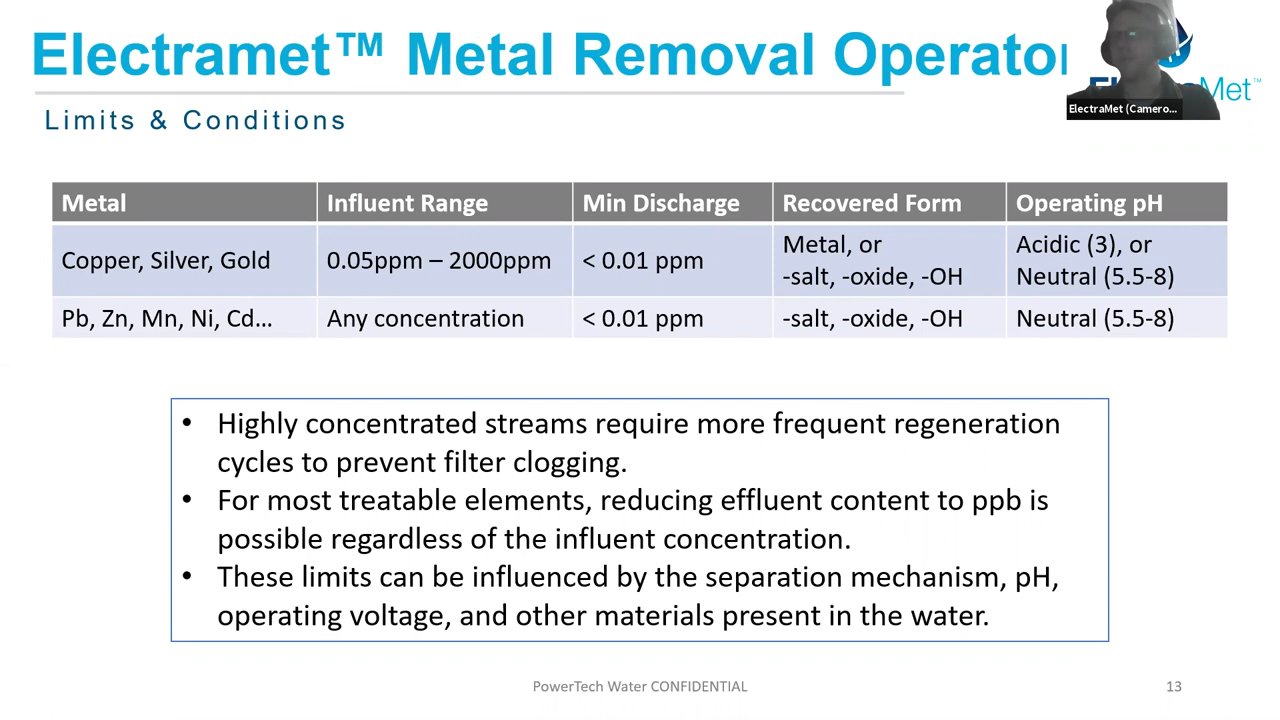 Electramet™ Metal Removal Operator
Limits & Conditions
ElectraMet (Camero...
Met™
Metal Influent Range Min Discharge Recovered Form Operating pH
Copper, Silver, Gold 0.05ppm – 2000ppm < 0.01 ppm Metal, or -salt, -oxide, -OH Acidic (3), or Neutral (5.5-8)
Pb, Zn, Mn, Ni, Cd… Any concentration < 0.01 ppm -salt, -oxide, -OH Neutral (5.5-8)
• Highly concentrated streams require more frequent regeneration
cycles to prevent filter clogging.
• For most treatable elements, reducing effluent content to ppb is
possible regardless of the influent concentration.
• These limits can be influenced by the separation mechanism, pH,
operating voltage, and other materials present in the water.
PowerTech Water CONFIDENTIAL
13